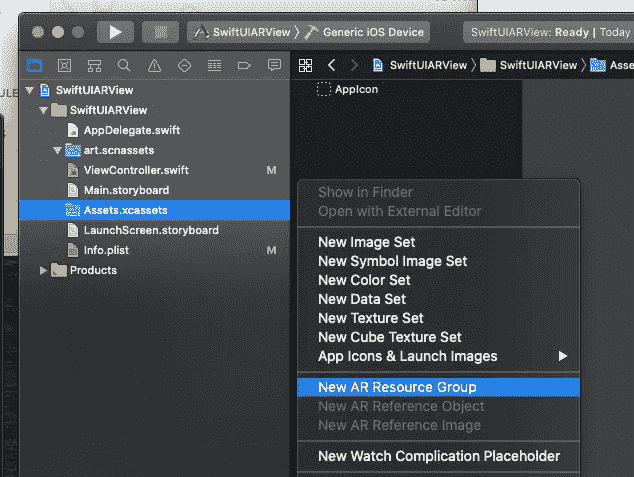 SwiftUIARView 〉 Generic iOS Device
SwiftUIARView: Ready | Today
SwiftUIARView 〉 SwiftUIARView 〉 Asse
SwiftUIARView
SwiftUIARView
AppDelegate.swift
art.scnassets
ViewController.swift M
Main.storyboard
Assets.xcassets
LaunchScreen.storyboard
Info.plist M
Products
AppIcon
Show in Finder
Open with External Editor
New Image Set
New Symbol Image Set
New Color Set
New Data Set
New Texture Set
New Cube Texture Set
App Icons & Launch Images
New AR Resource Group
New AR Reference Object
New AR Reference Image
New Watch Complication Placeholder